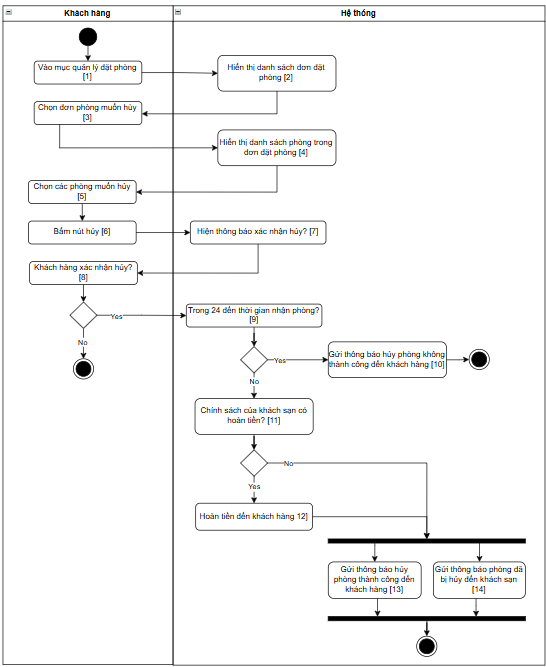 Khách hàng
Hệ thống
Vào mục quản lý đặt phòng
[1]
Hiển thị danh sách đơn đặt
phòng [2]
Chọn đơn phòng muốn hủy
[3]
Hiển thị danh sách phòng trong
đơn đặt phòng [4]
Chọn các phòng muốn hủy
[5]
Bấm nút hủy [6]
Hiện thông báo xác nhận hủy? [7]
Khách hàng xác nhận hủy?
[8]
Yes
No
Trong 24 đến thời gian nhận phòng?
[9]
Yes
No
Gửi thông báo hủy phòng không
thành công đến khách hàng [10]
Chính sách của khách sạn có
hoàn tiền? [11]
No
Yes
Hoàn tiền đến khách hàng 12]
Gửi thông báo hủy
phòng thành công đến
khách hàng [13]
Gửi thông báo phòng đã
bị hủy đến khách sạn
[14]